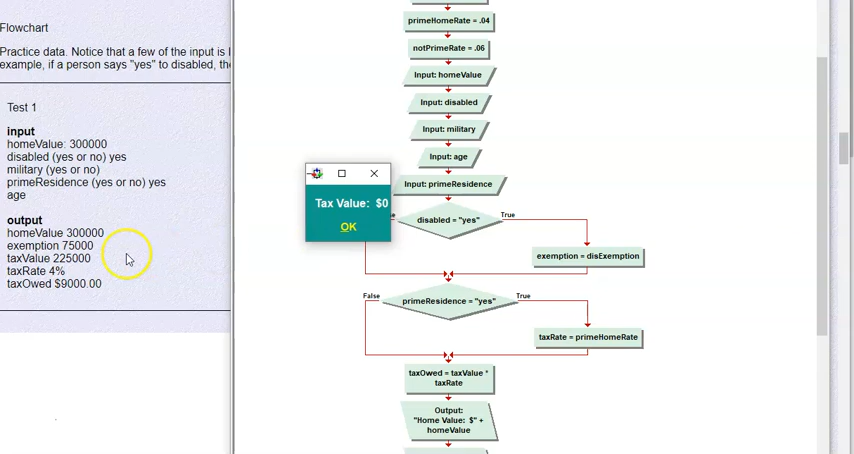 Flowchart
Practice data. Notice that a few of the input is
example, if a person says "yes" to disabled, the
Test 1
input
homeValue: 300000
disabled (yes or no) yes
military (yes or no)
primeResidence (yes or no) yes
age
output
homeValue 300000
exemption 75000
taxValue 225000
taxRate 4%
taxOwed $9000.00
primeHomeRate = .04
notPrimeRate = .06
Input: homeValue
Input: disabled
Input: military
Input: age
Input: primeResidence
Tax Value: $0
OK
disabled = "yes"
True
exemption = disExemption
False
primeResidence = "yes"
True
taxRate = primeHomeRate
taxOwed = taxValue *
taxRate
Output:
"Home Value: $" +
homeValue